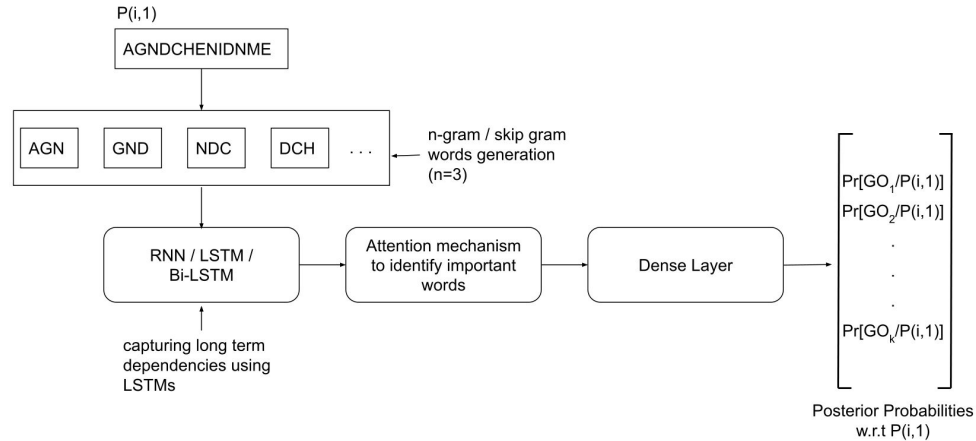 P(i,1)
AGNDCHENIDNME
AGN GND NDC DCH . . .
n-gram / skip gram
words generation
(n=3)
RNN / LSTM /
Bi-LSTM
Attention mechanism
to identify important
words
Dense Layer
capturing long term
dependencies using
LSTMs
Pr[GO₁/P(i,1)]
Pr[GO₂/P(i,1)]
.
.
.
Pr[GOₖ/P(i,1)]
Posterior Probabilities
w.r.t P(i,1)